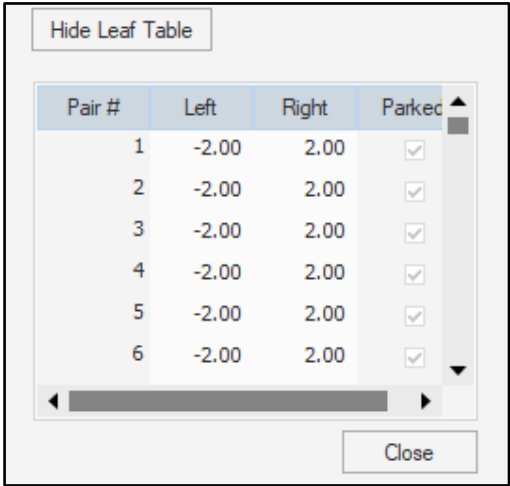 Hide Leaf Table
Pair # Left Right Parked
1 -2.00 2.00
2 -2.00 2.00
3 -2.00 2.00
4 -2.00 2.00
5 -2.00 2.00
6 -2.00 2.00
Close